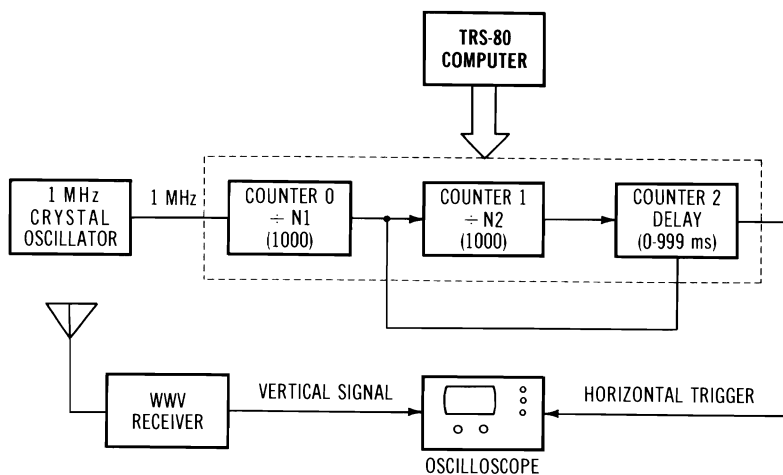 TRS-80
COMPUTER
1 MHz
CRYSTAL
OSCILLATOR
1 MHz
COUNTER 0
÷ N1
(1000)
COUNTER 1
÷ N2
(1000)
COUNTER 2
DELAY
(0-999 ms)
WWV
RECEIVER
VERTICAL SIGNAL
HORIZONTAL TRIGGER
OSCILLOSCOPE